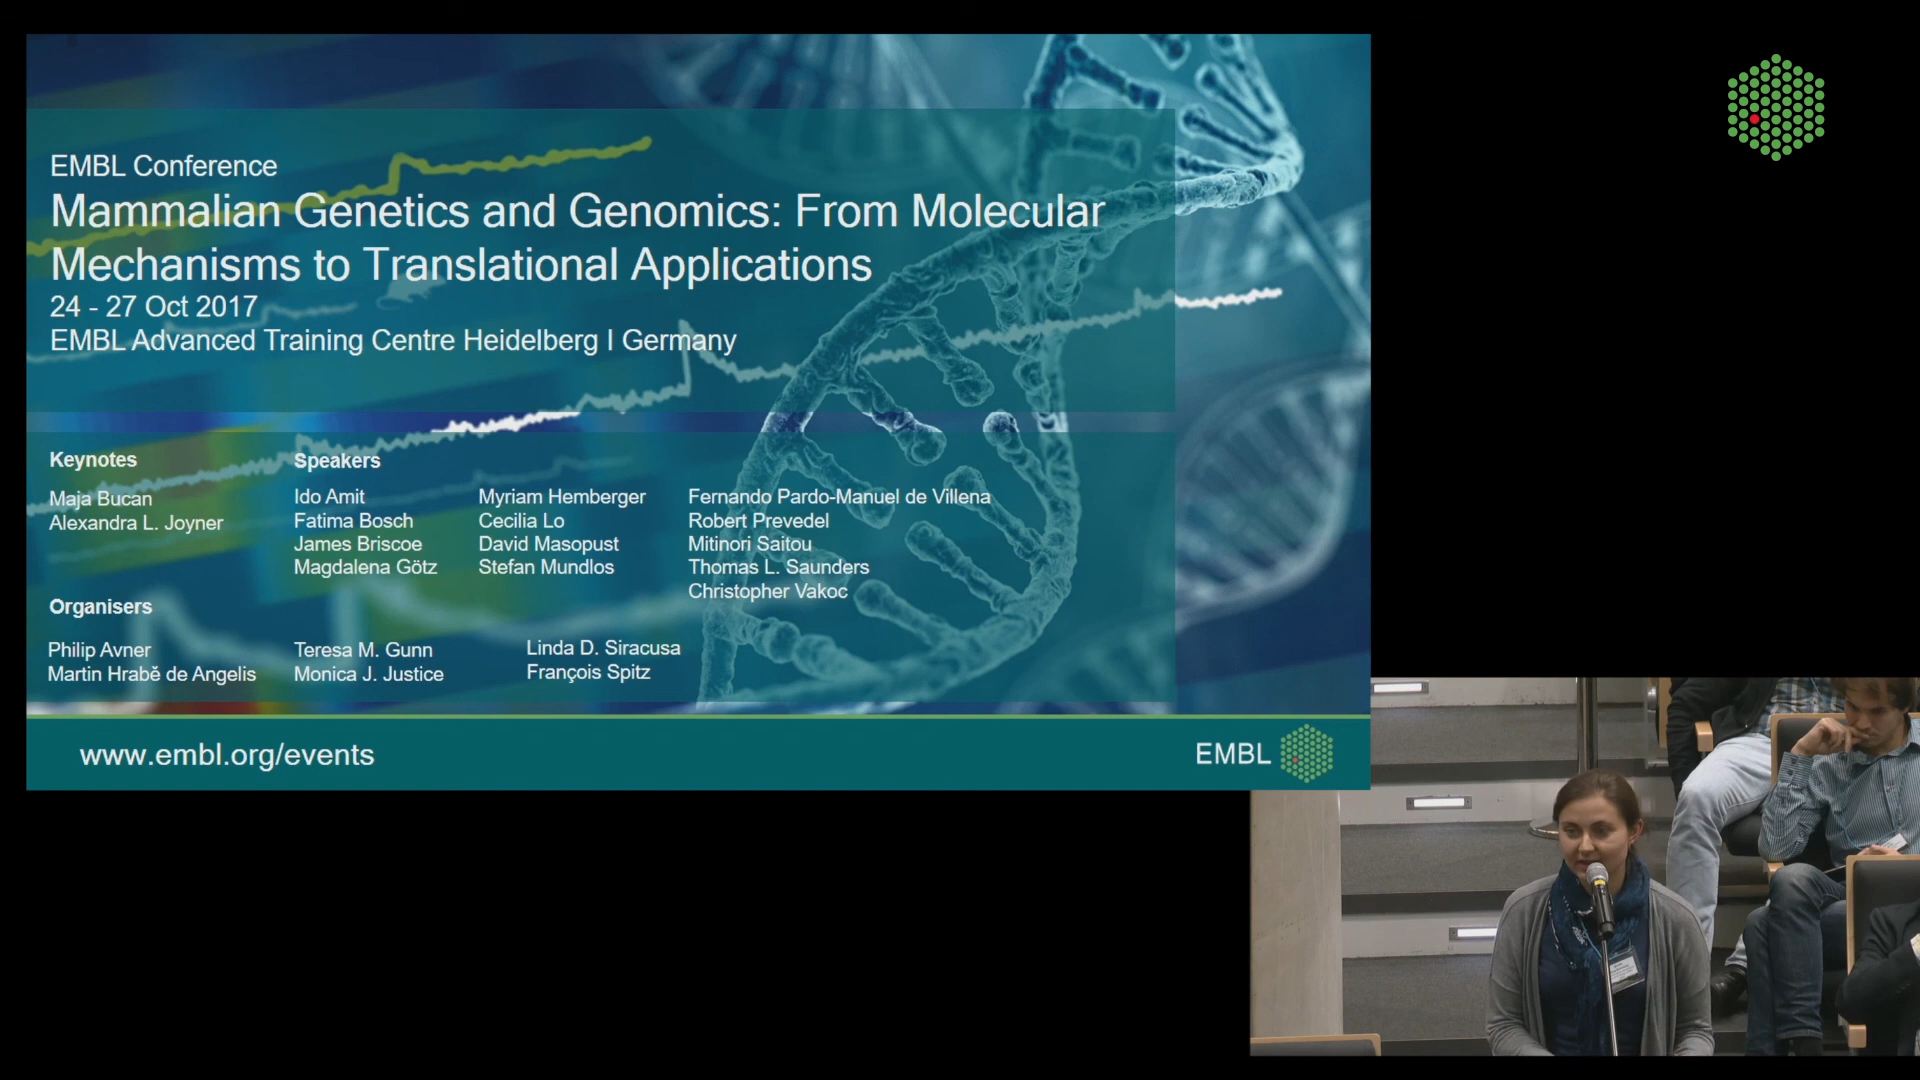 EMBL Conference
Mammalian Genetics and Genomics: From Molecular
Mechanisms to Translational Applications
24 - 27 Oct 2017
EMBL Advanced Training Centre Heidelberg I Germany
Keynotes
Maja Bucan
Alexandra L. Joyner
Speakers
Ido Amit
Fatima Bosch
James Briscoe
Magdalena Götz
Myriam Hemberger
Cecilia Lo
David Masopust
Stefan Mundlos
Fernando Pardo-Manuel de Villena
Robert Prevedel
Mitinori Saitou
Thomas L. Saunders
Christopher Vakoc
Organisers
Philip Avner
Martin Hrabě de Angelis
Teresa M. Gunn
Monica J. Justice
Linda D. Siracusa
François Spitz
www.embl.org/events
EMBL